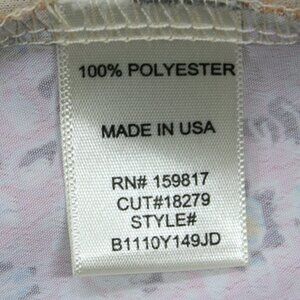 100% POLYESTER
MADE IN USA
RN# 159817
CUT#18279
STYLE#
B1110Y149JD